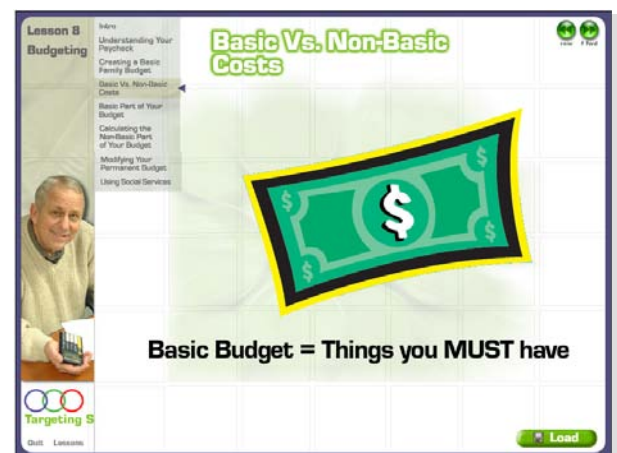 Lesson 8
Budgeting
Intro
Understanding Your
Paycheck
Creating a Basic
Family Budget
Basic Vs. Non-Basic
Costs
Basic Part of Your
Budget
Calculating the
Non-Basic Part
of Your Budget
Modifying Your
Permanent Budget
Using Social Services
Basic Vs. Non-Basic
Costs
$
$
$
$
$
Basic Budget = Things you MUST have
Targeting S
Quit Lessons
Load